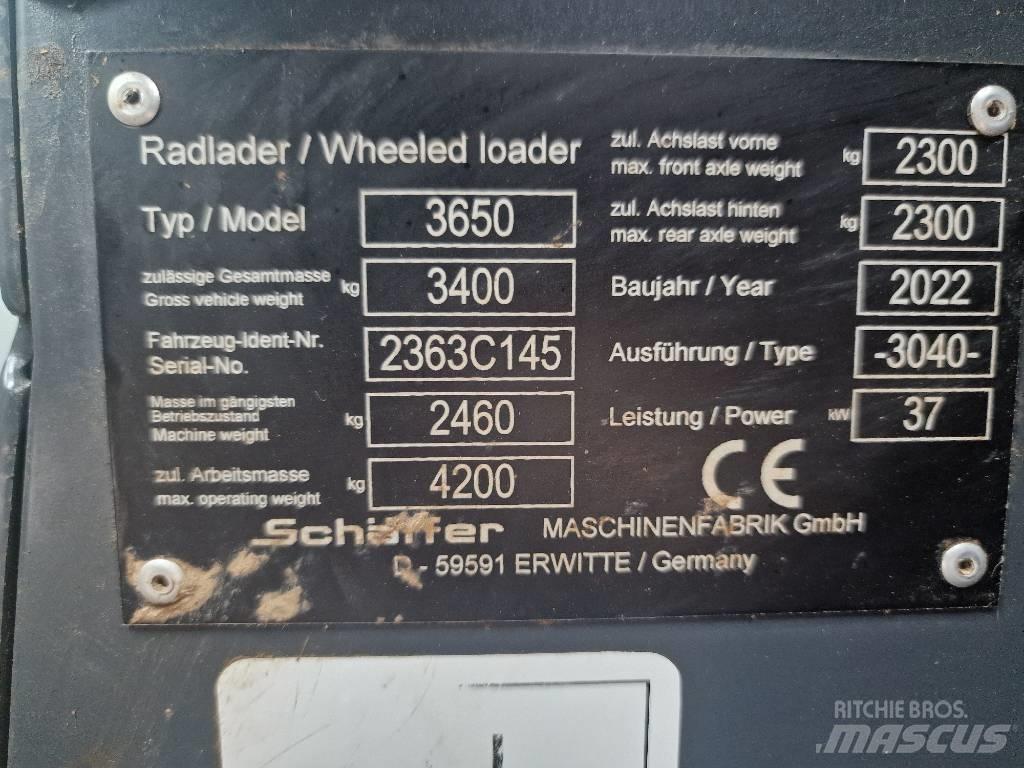 Radlader / Wheeled loader
Typ / Model 3650
zulässige Gesamtmasse
Gross vehicle weight kg 3400
Fahrzeug-Ident-Nr.
Serial-No. 2363C145
Masse im gängigsten
Betriebszustand
Machine weight kg 2460
zul. Arbeitsmasse
max. operating weight kg 4200
zul. Achslast vorne
max. front axle weight kg 2300
zul. Achslast hinten
max. rear axle weight kg 2300
Baujahr / Year 2022
Ausführung / Type -3040-
Leistung / Power kW 37
CE
Schäffer MASCHINENFABRIK GmbH
D - 59591 ERWITTE / Germany
RITCHIE BROS.
MASCUS